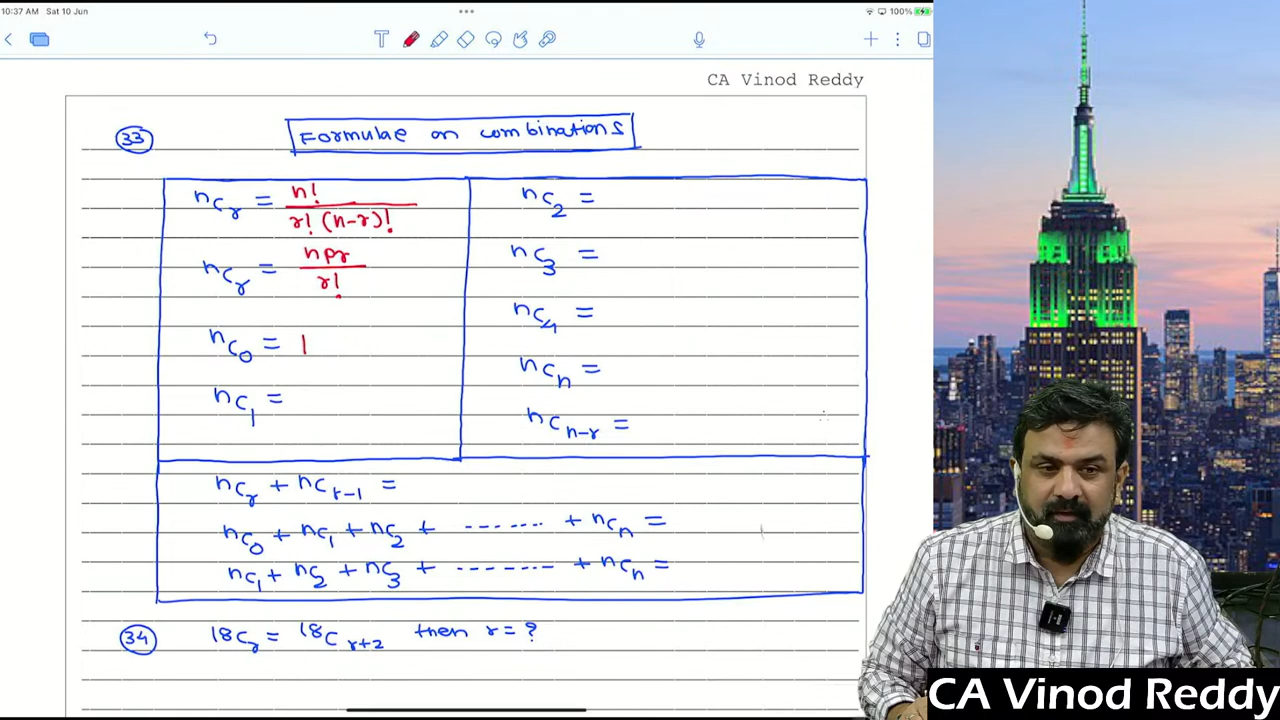 10:37 AM Sat 10 Jun
100%
CA Vinod Reddy
33 Formulae on combinations
nCr = n! / r! (n-r)!
nCr = npr / r!
nC0 = 1
nC1 =
nC2 =
nC3 =
nC4 =
nCn =
nCn-r =
nCr + nCr-1 =
nC0 + nC1 + nC2 + ....... + nCn =
nC1 + nC2 + nC3 + -------- + nCn =
34 18Cr = 18Cr+2 then r = ?
CA Vinod Reddy